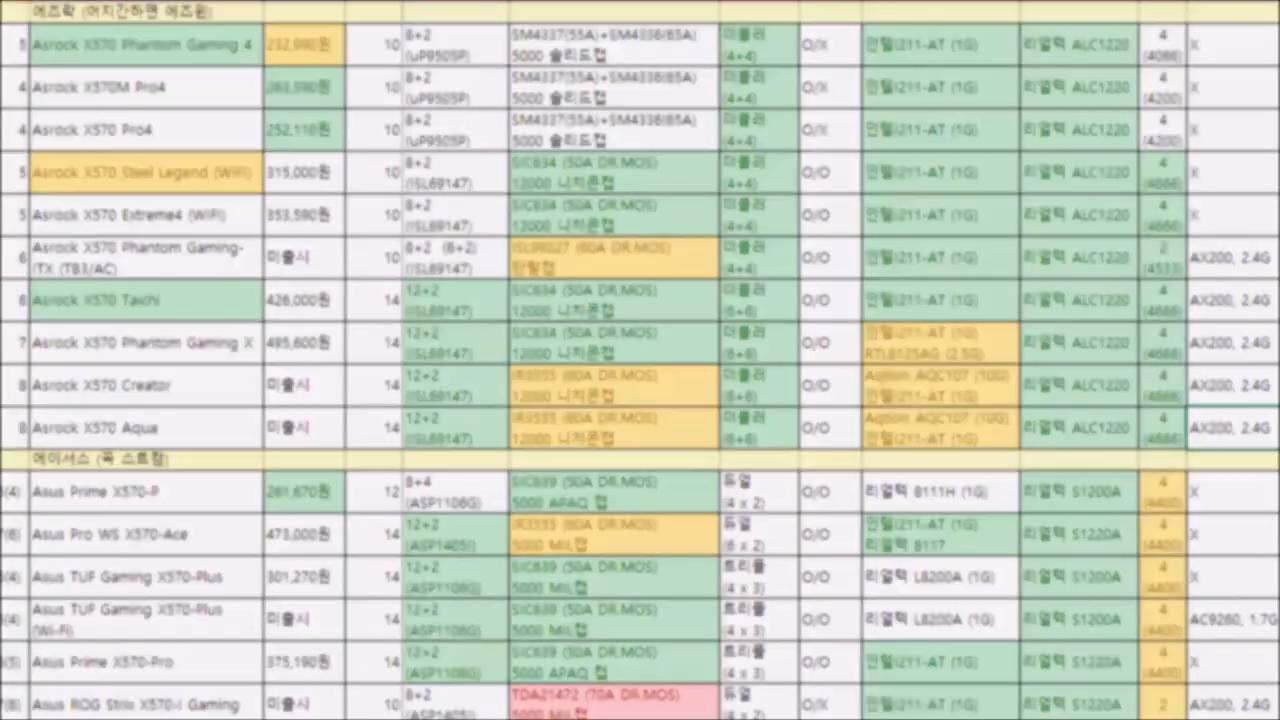 에즈락 (어지간하면 에즈윈)
5 Asrock X570 Phantom Gaming 4 10 8+2 (uP9505P) SM4337(55A)+SM4336(65A) 5000 솔리드캡 더블러 (4+4) O/X 인텔i211-AT (1G) 리얼텍 ALC1220 4 X
4 Asrock X570M Pro4 10 8+2 (uP9505P) SM4337(55A)+SM4336(65A) 5000 솔리드캡 더블러 (4+4) O/X 인텔i211-AT (1G) 리얼텍 ALC1220 4 (4200) X
4 Asrock X570 Pro4 252,110원 10 8+2 (uP9505P) SM4337(55A)+SM4336(65A) 5000 솔리드캡 더블러 (4+4) O/X 인텔i211-AT (1G) 리얼텍 ALC1220 4 (4200) X
5 Asrock X570 Steel Legend (WiFi) 315,000원 10 8+2 (ISL69147) SIC634 (50A DR.MOS) 12000 니치콘캡 더블러 (4+4) O/O 인텔i211-AT (1G) 리얼텍 ALC1220 4 (4666) X
5 Asrock X570 Extreme4 (WiFi) 353,590원 10 8+2 (ISL69147) SIC634 (50A DR.MOS) 12000 니치콘캡 더블러 (4+4) O/O 인텔i211-AT (1G) 리얼텍 ALC1220 4 (4666) X
6 Asrock X570 Phantom Gaming-ITX (TB3/AC) 미출시 10 8+2 (6+2) (ISL69147) (60A DR.MOS) 탄탈캡 더블러 (4+4) O/O 인텔i211-AT (1G) 리얼텍 ALC1220 2 (4533) AX200, 2.4G
6 Asrock X570 Taichi 426,000원 14 12+2 (ISL69147) SIC634 (50A DR.MOS) 12000 니치콘캡 더블러 (6+6) O/O 인텔i211-AT (1G) 리얼텍 ALC1220 4 (4666) AX200, 2.4G
7 Asrock X570 Phantom Gaming X 495,600원 14 12+2 (ISL69147) SIC634 (50A DR.MOS) 12000 니치콘캡 더블러 (6+6) O/O 인텔i211-AT (1G) RTL8125AG (2.5G) 리얼텍 ALC1220 4 (4666) AX200, 2.4G
8 Asrock X570 Creator 미출시 14 12+2 (ISL69147) IR3555 (60A DR.MOS) 12000 니치콘캡 더블러 (6+6) O/O Aqtion AQC107 (10G) 인텔i211-AT (1G) 리얼텍 ALC1220 4 (4666) AX200, 2.4G
8 Asrock X570 Aqua 미출시 14 12+2 (ISL69147) IR3555 (60A DR.MOS) 12000 니치콘캡 더블러 (6+6) O/O Aqtion AQC107 (10G) 인텔i211-AT (1G) 리얼텍 ALC1220 4 (4666) AX200, 2.4G
에이서스 (꼭 스트릭)
(4) Asus Prime X570-P 261,670원 12 8+4 (ASP1106G) SIC639 (50A DR.MOS) 5000 APAQ 캡 듀얼 (4 x 2) O/O 리얼텍 8111H (1G) 리얼텍 S1200A 4 (4400) X
(6) Asus Pro WS X570-Ace 473,000원 14 12+2 (ASP1405I) IR3555 (60A DR.MOS) 5000 MIL캡 듀얼 (6 x 2) O/O 인텔i211-AT (1G) 리얼텍 8117 리얼텍 S1220A 4 (4400) X
(4) Asus TUF Gaming X570-Plus 301,270원 14 12+2 (ASP1106G) SIC639 (50A DR.MOS) 5000 MIL캡 트리플 (4 x 3) O/O 리얼텍 L8200A (1G) 리얼텍 S1200A 4 (4400) X
(4) Asus TUF Gaming X570-Plus (Wi-Fi) 미출시 14 12+2 (ASP1106G) SIC639 (50A DR.MOS) 5000 MIL캡 트리플 (4 x 3) O/O 리얼텍 L8200A (1G) 리얼텍 S1200A 4 (4400) AC9260, 1.7G
(5) Asus Prime X570-Pro 375,190원 14 12+2 (ASP1106G) SIC639 (50A DR.MOS) 5000 APAQ 캡 트리플 (4 x 3) O/O 인텔i211-AT (1G) 리얼텍 S1220A 4 (4400) X
(8) Asus ROG Strix X570-i Gaming 미출시 10 8+2 (ASP1405I) TDA21472 (70A DR.MOS) 5000 MIL캡 듀얼 (4 x 2) O/X 인텔i211-AT (1G) 리얼텍 S1220A 2 AX200, 2.4G